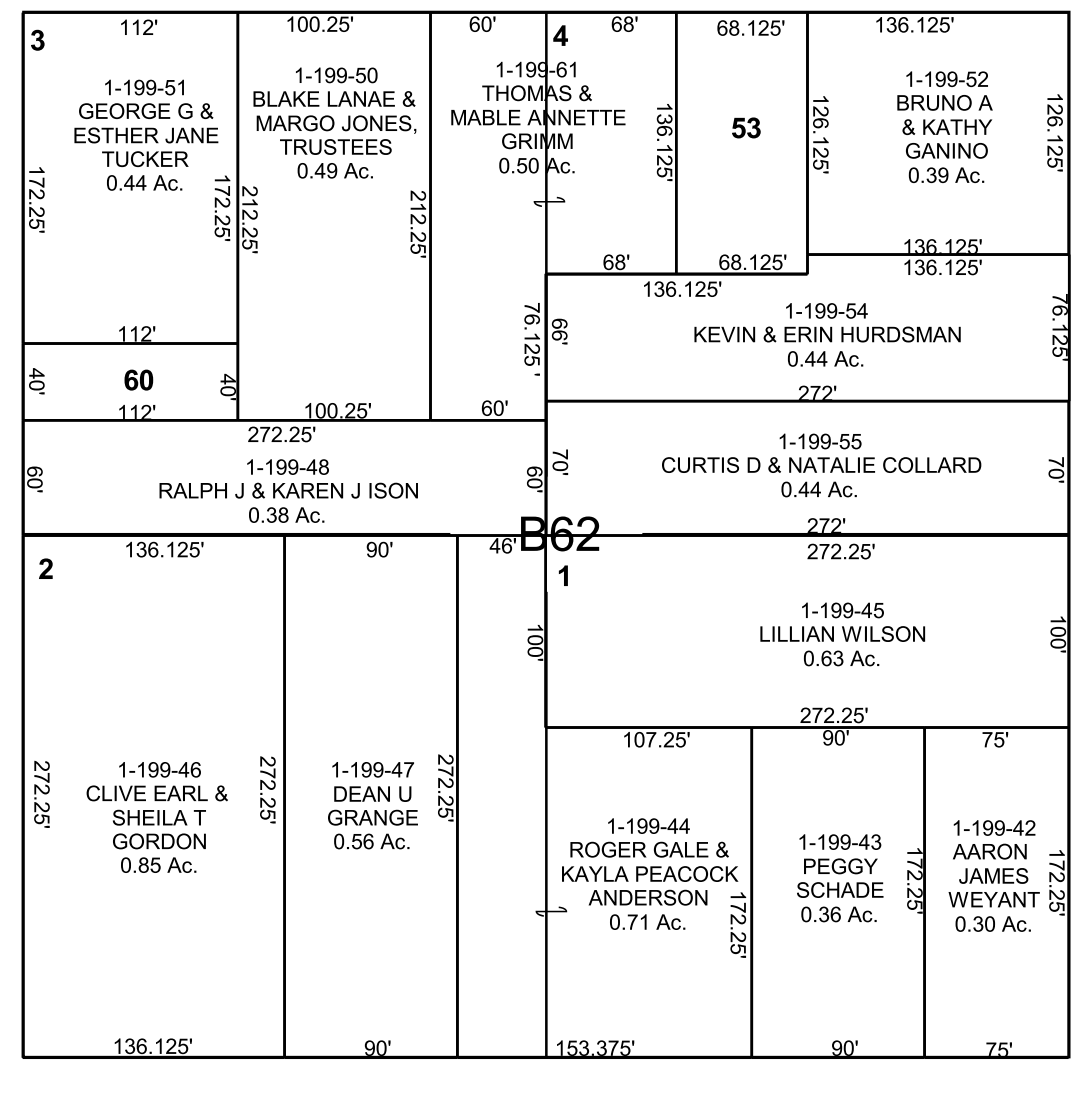 3
112'
1-199-51
GEORGE G &
ESTHER JANE
TUCKER
0.44 Ac.
172.25'
172.25'
112'
100.25'
1-199-50
BLAKE LANAE &
MARGO JONES,
TRUSTEES
0.49 Ac.
212.25'
212.25'
100.25'
60'
4
68'
1-199-61
THOMAS &
MABLE ANNETTE
GRIMM
0.50 Ac.
136.125'
68'
76.125 '
60'
68.125'
53
68.125'
136.125'
1-199-52
BRUNO A
& KATHY
GANINO
0.39 Ac.
126.125'
126.125'
136.125'
40'
60
40'
112'
136.125'
136.125'
66'
1-199-54
KEVIN & ERIN HURDSMAN
0.44 Ac.
76.125'
272'
272.25'
60'
1-199-48
RALPH J & KAREN J ISON
0.38 Ac.
60'
70'
1-199-55
CURTIS D & NATALIE COLLARD
0.44 Ac.
70'
272'
B62
2
136.125'
272.25'
1-199-46
CLIVE EARL &
SHEILA T
GORDON
0.85 Ac.
272.25'
136.125'
90'
1-199-47
DEAN U
GRANGE
0.56 Ac.
272.25'
90'
46'
100'
1
272.25'
1-199-45
LILLIAN WILSON
0.63 Ac.
100'
272.25'
107.25'
1-199-44
ROGER GALE &
KAYLA PEACOCK
ANDERSON
0.71 Ac.
172.25'
153.375'
90'
1-199-43
PEGGY
SCHADE
0.36 Ac.
172.25'
90'
75'
1-199-42
AARON
JAMES
WEYANT
0.30 Ac.
172.25'
75'